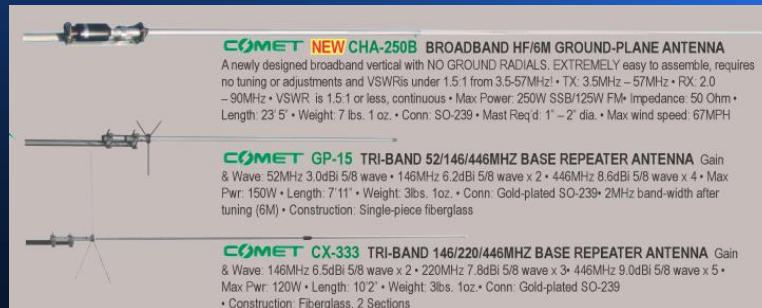 COMET NEW CHA-250B BROADBAND HF/6M GROUND-PLANE ANTENNA
A newly designed broadband vertical with NO GROUND RADIALS. EXTREMELY easy to assemble, requires
no tuning or adjustments and VSWRis under 1.5:1 from 3.5-57MHz! • TX: 3.5MHz – 57MHz • RX: 2.0
– 90MHz • VSWR is 1.5:1 or less, continuous • Max Power: 250W SSB/125W FM• Impedance: 50 Ohm •
Length: 23' 5" • Weight: 7 lbs. 1 oz. • Conn: SO-239 • Mast Req'd: 1" – 2" dia. • Max wind speed: 67MPH
COMET GP-15 TRI-BAND 52/146/446MHZ BASE REPEATER ANTENNA Gain
& Wave: 52MHz 3.0dBi 5/8 wave • 146MHz 6.2dBi 5/8 wave x 2 • 446MHz 8.6dBi 5/8 wave x 4 • Max
Pwr: 150W • Length: 7'11" • Weight: 3lbs. 1oz. • Conn: Gold-plated SO-239• 2MHz band-width after
tuning (6M) • Construction: Single-piece fiberglass
COMET CX-333 TRI-BAND 146/220/446MHZ BASE REPEATER ANTENNA Gain
& Wave: 146MHz 6.5dBi 5/8 wave x 2 • 220MHz 7.8dBi 5/8 wave x 3• 446MHz 9.0dBi 5/8 wave x 5 •
Max Pwr: 120W • Length: 10'2" • Weight: 3lbs. 1oz.• Conn: Gold-plated SO-239
• Construction: Fiberglass, 2 Sections